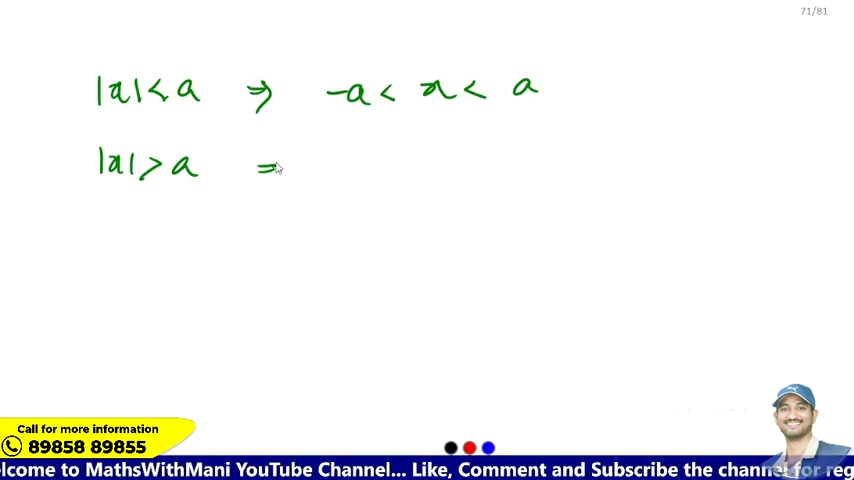 71/81
|x| < a ⇒ -a < x < a
|x| > a =
Call for more information
89858 89855
elcome to MathsWithMani YouTube Channel... Like, Comment and Subscribe the channel for reg